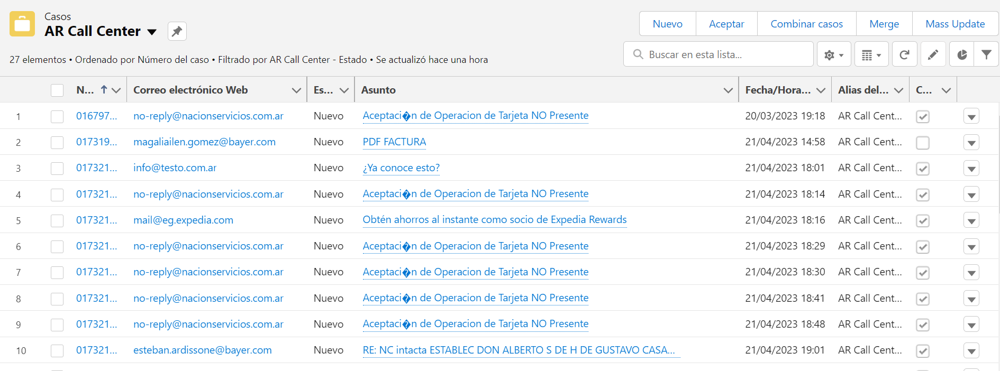 Casos
AR Call Center
Nuevo Aceptar Combinar casos Merge Mass Update
27 elementos • Ordenado por Número del caso • Filtrado por AR Call Center - Estado • Se actualizó hace una hora
Buscar en esta lista...
N... Correo electrónico Web Es... Asunto Fecha/Hora... Alias del... C...
1 016797... no-reply@nacionservicios.com.ar Nuevo Aceptaci�n de Operacion de Tarjeta NO Presente 20/03/2023 19:18 AR Call Cent...
2 017319... magaliailen.gomez@bayer.com Nuevo PDF FACTURA 21/04/2023 14:58 AR Call Cent...
3 017321... info@testo.com.ar Nuevo ¿Ya conoce esto? 21/04/2023 18:01 AR Call Cent...
4 017321... no-reply@nacionservicios.com.ar Nuevo Aceptaci�n de Operacion de Tarjeta NO Presente 21/04/2023 18:14 AR Call Cent...
5 017321... mail@eg.expedia.com Nuevo Obtén ahorros al instante como socio de Expedia Rewards 21/04/2023 18:16 AR Call Cent...
6 017321... no-reply@nacionservicios.com.ar Nuevo Aceptaci�n de Operacion de Tarjeta NO Presente 21/04/2023 18:29 AR Call Cent...
7 017321... no-reply@nacionservicios.com.ar Nuevo Aceptaci�n de Operacion de Tarjeta NO Presente 21/04/2023 18:30 AR Call Cent...
8 017321... no-reply@nacionservicios.com.ar Nuevo Aceptaci�n de Operacion de Tarjeta NO Presente 21/04/2023 18:41 AR Call Cent...
9 017321... no-reply@nacionservicios.com.ar Nuevo Aceptaci�n de Operacion de Tarjeta NO Presente 21/04/2023 18:48 AR Call Cent...
10 017321... esteban.ardissone@bayer.com Nuevo RE: NC intacta ESTABLEC DON ALBERTO S DE H DE GUSTAVO CASA... 21/04/2023 19:01 AR Call Cent...